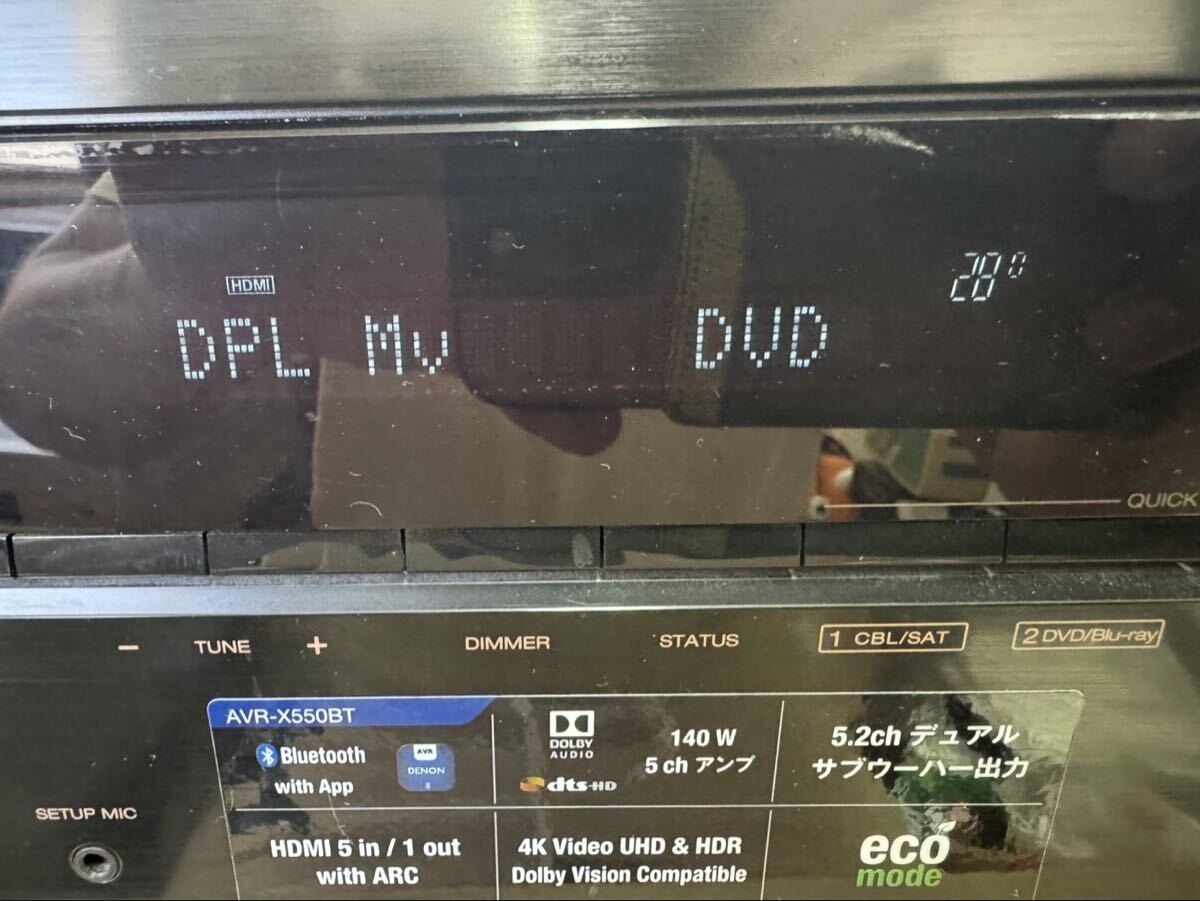 HDMI
28.0
DPL Mv DVD
QUICK
− TUNE + DIMMER STATUS 1 CBL/SAT 2 DVD/Blu-ray
AVR-X550BT
Bluetooth
with App
AVR
DENON
DOLBY
AUDIO
dts-HD
140 W
5 ch アンプ
5.2ch デュアル
サブウーハー出力
SETUP MIC
HDMI 5 in / 1 out
with ARC
4K Video UHD & HDR
Dolby Vision Compatible
eco
mode